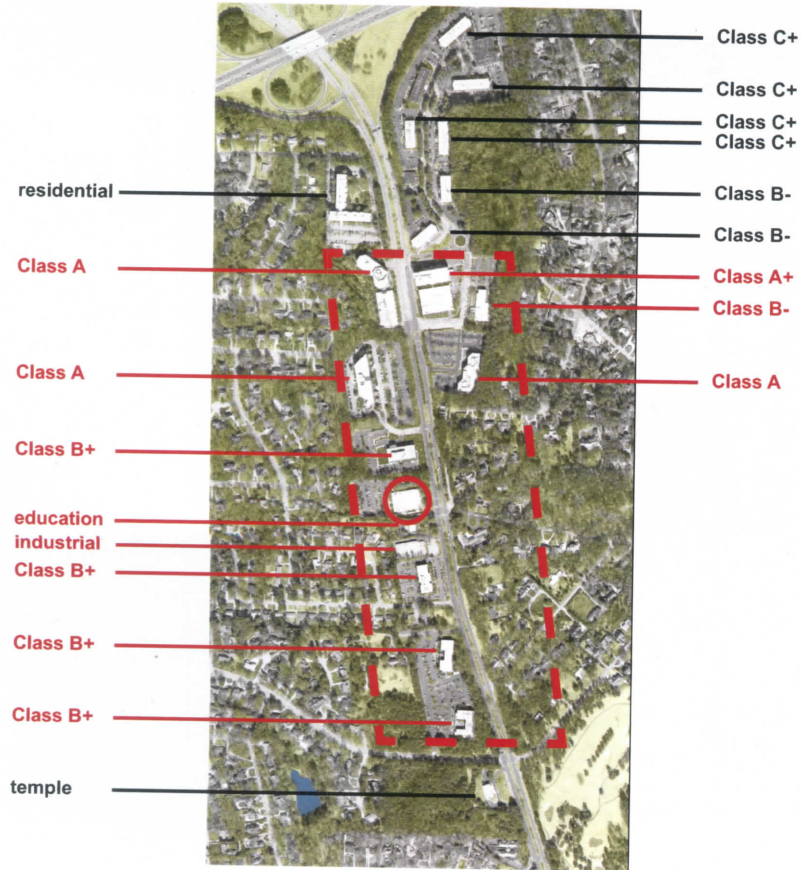 residential
Class A
Class A
Class B+
education
industrial
Class B+
Class B+
Class B+
temple
Class C+
Class C+
Class C+
Class C+
Class B-
Class B-
Class A+
Class B-
Class A